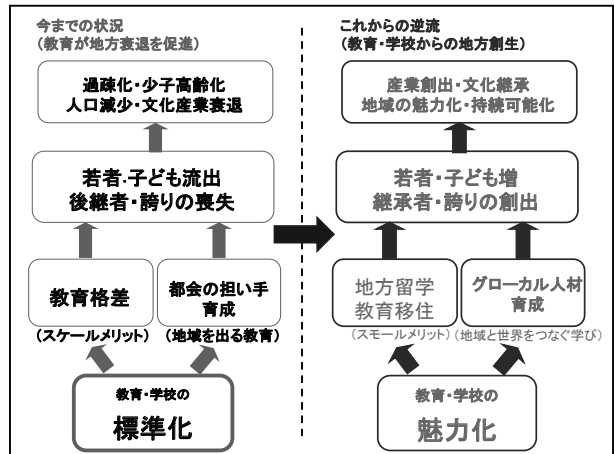 今までの状況
(教育が地方衰退を促進)
過疎化・少子高齢化
人口減少・文化産業衰退
若者・子ども流出
後継者・誇りの喪失
教育格差
(スケールメリット)
都会の担い手
育成
(地域を出る教育)
教育・学校の
標準化
これからの逆流
(教育・学校からの地方創生)
産業創出・文化継承
地域の魅力化・持続可能化
若者・子ども増
継承者・誇りの創出
地方留学
教育移住
(スモールメリット)
グローカル人材
育成
(地域と世界をつなぐ学び)
教育・学校の
魅力化